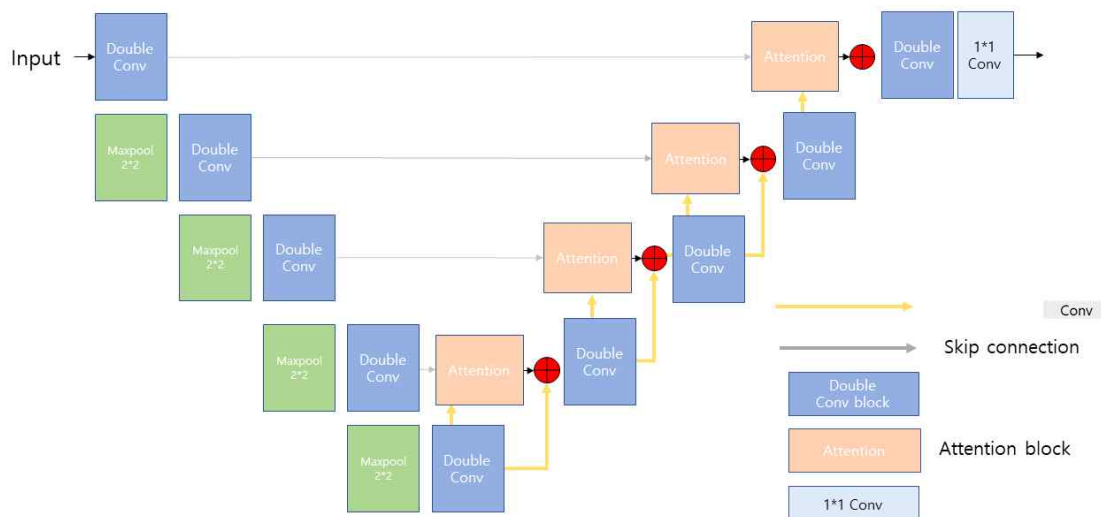 Input
Double
Conv
Attention
Double
Conv
1*1
Conv
Maxpool
2*2
Double
Conv
Attention
Double
Conv
Maxpool
2*2
Double
Conv
Attention
Double
Conv
Maxpool
2*2
Double
Conv
Attention
Double
Conv
Maxpool
2*2
Double
Conv
Conv
Skip connection
Double
Conv block
Attention
Attention block
1*1 Conv